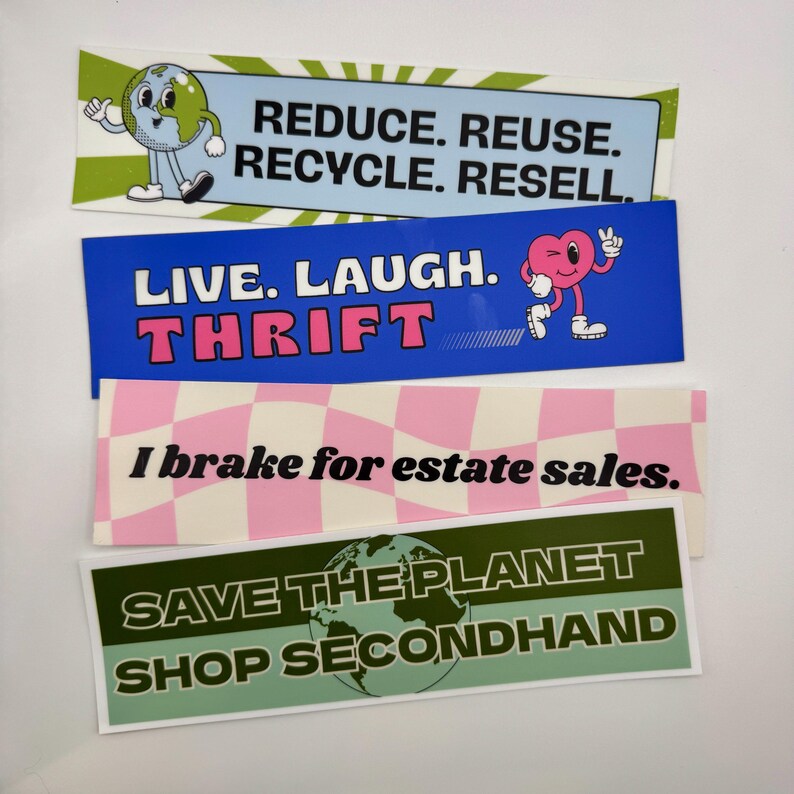 REDUCE. REUSE.
RECYCLE. RESELL.
LIVE. LAUGH.
THRIFT
I brake for estate sales.
SAVE THE PLANET
SHOP SECONDHAND